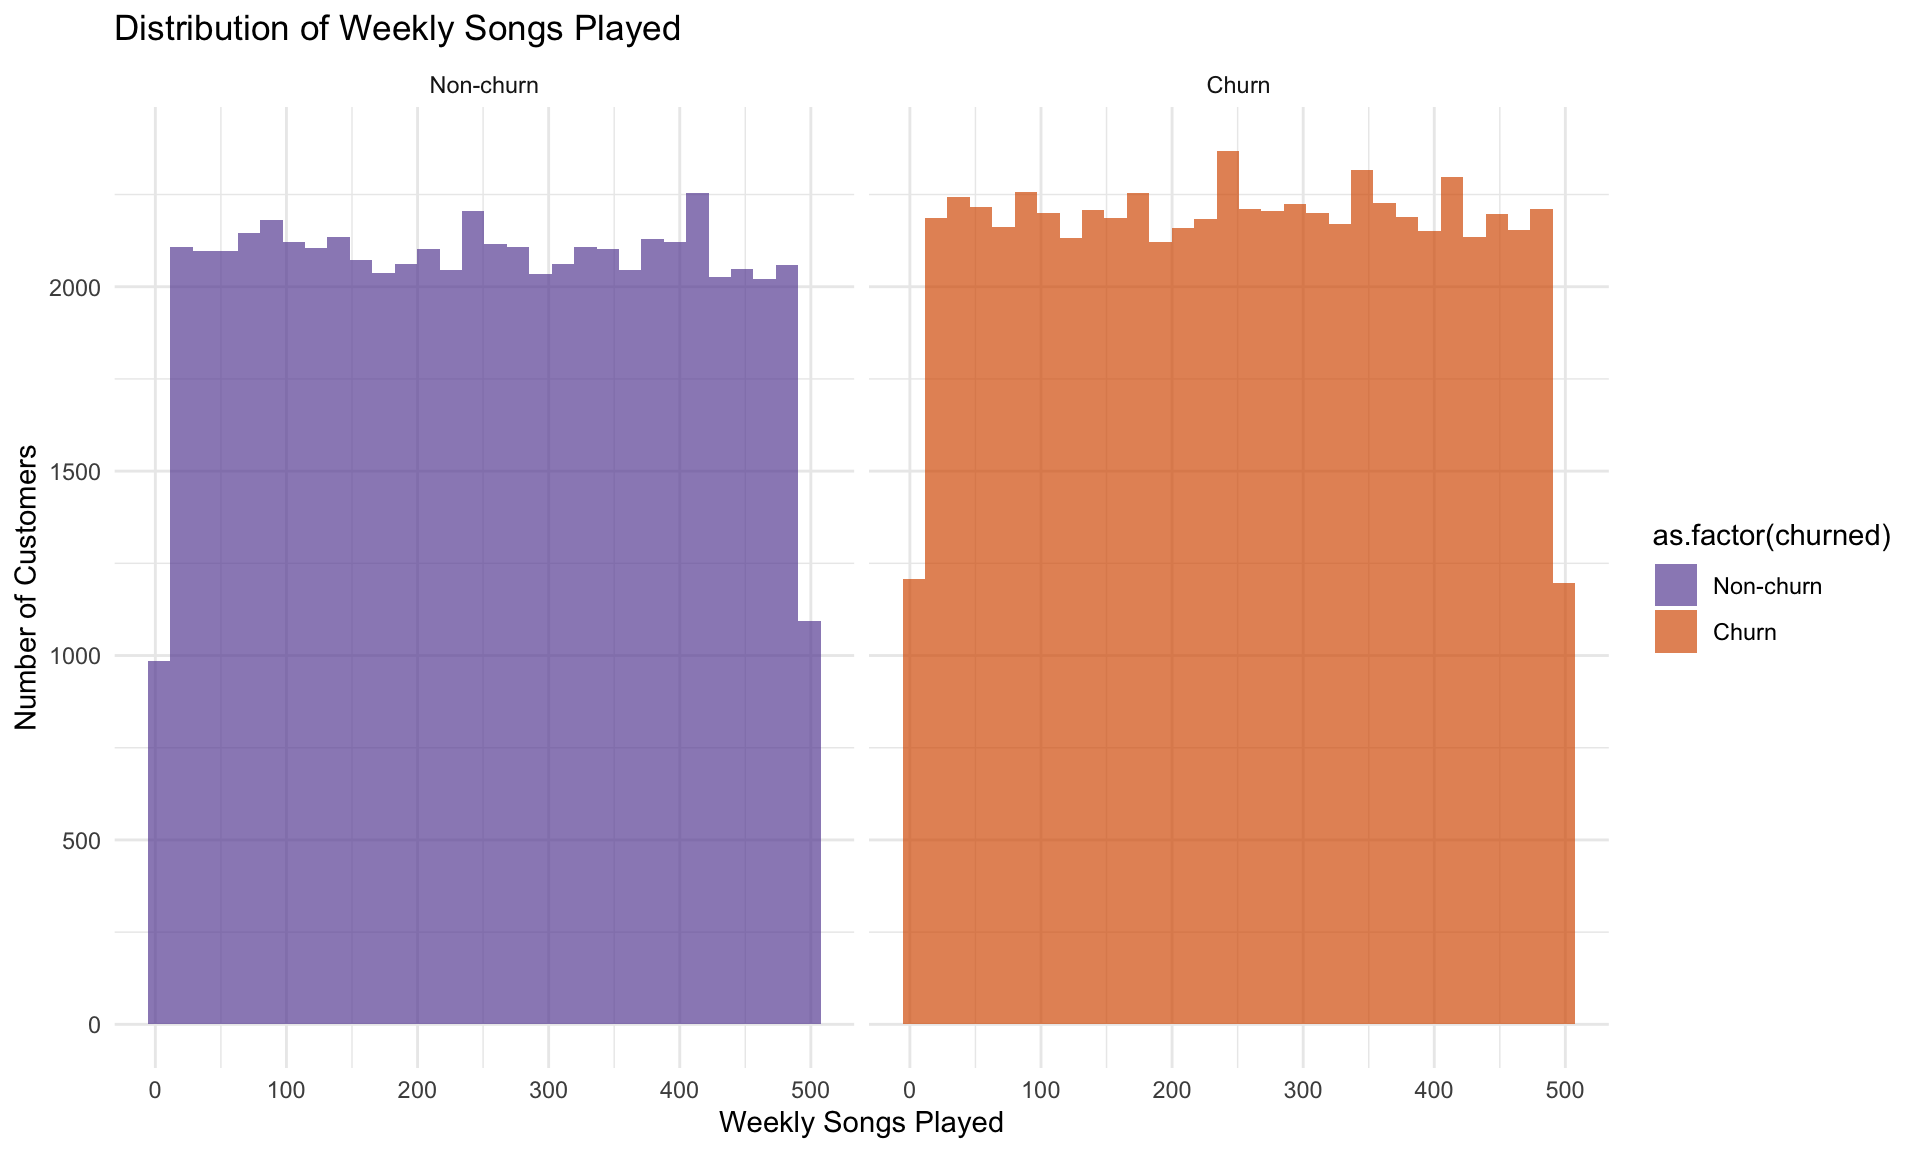 Distribution of Weekly Songs Played
Non-churn
Churn
Number of Customers
2000
1500
1000
500
0
0 100 200 300 400 500
0 100 200 300 400 500
Weekly Songs Played
as.factor(churned)
Non-churn
Churn